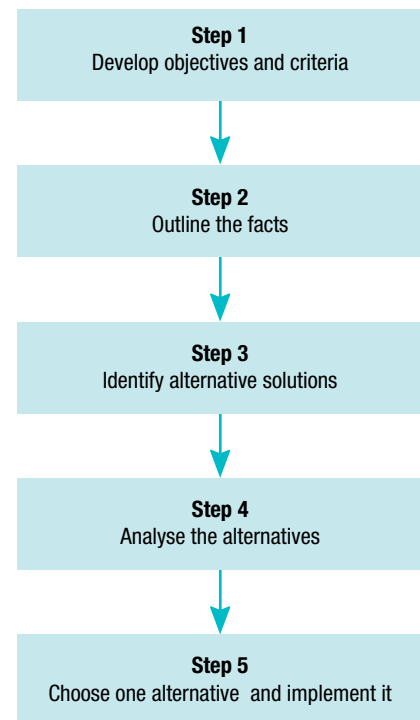 Step 1
Develop objectives and criteria
Step 2
Outline the facts
Step 3
Identify alternative solutions
Step 4
Analyse the alternatives
Step 5
Choose one alternative and implement it